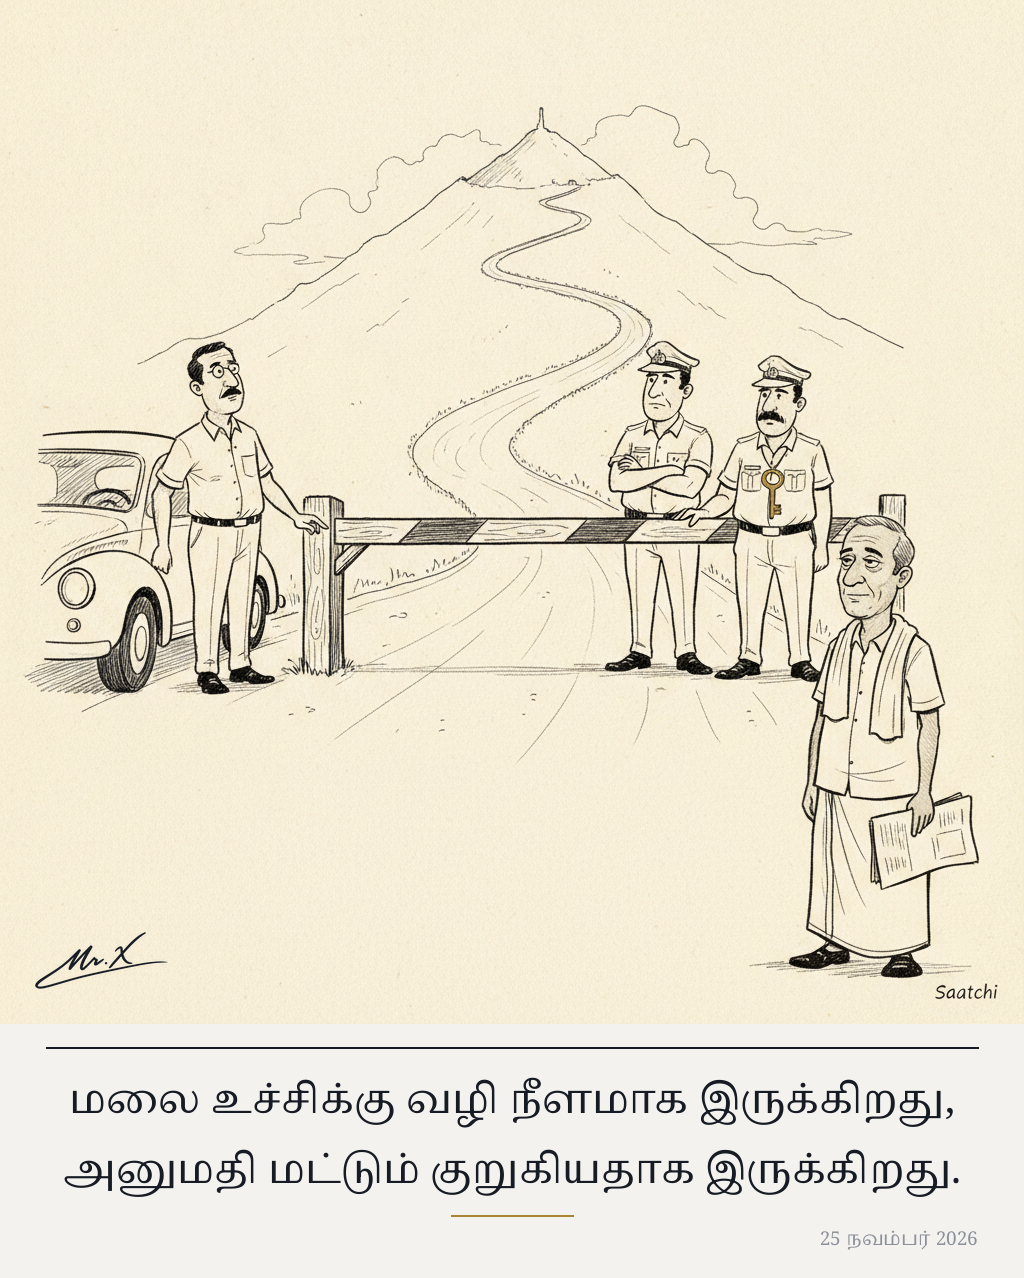 Mr. X
Saatchi
மலை உச்சிக்கு வழி நீளமாக இருக்கிறது,
அனுமதி மட்டும் குறுகியதாக இருக்கிறது.
25 நவம்பர் 2026